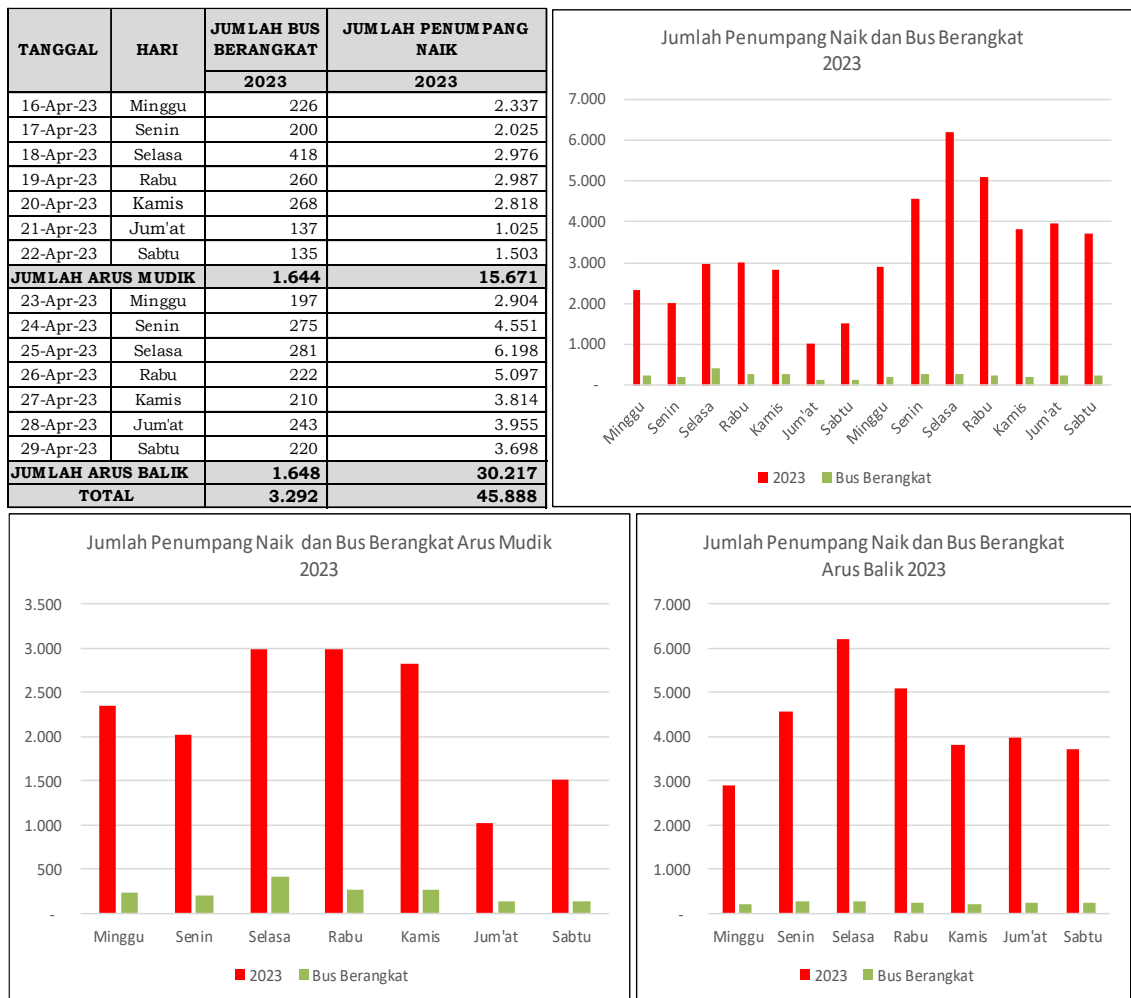 TANGGAL HARI JUMLAH BUS BERANGKAT JUMLAH PENUMPANG NAIK
2023 2023
16-Apr-23 Minggu 226 2.337
17-Apr-23 Senin 200 2.025
18-Apr-23 Selasa 418 2.976
19-Apr-23 Rabu 260 2.987
20-Apr-23 Kamis 268 2.818
21-Apr-23 Jum'at 137 1.025
22-Apr-23 Sabtu 135 1.503
JUMLAH ARUS MUDIK 1.644 15.671
23-Apr-23 Minggu 197 2.904
24-Apr-23 Senin 275 4.551
25-Apr-23 Selasa 281 6.198
26-Apr-23 Rabu 222 5.097
27-Apr-23 Kamis 210 3.814
28-Apr-23 Jum'at 243 3.955
29-Apr-23 Sabtu 220 3.698
JUMLAH ARUS BALIK 1.648 30.217
TOTAL 3.292 45.888
Jumlah Penumpang Naik dan Bus Berangkat
2023
7.000
6.000
5.000
4.000
3.000
2.000
1.000
-
Minggu Senin Selasa Rabu Kamis Jum'at Sabtu Minggu Senin Selasa Rabu Kamis Jum'at Sabtu
2023 Bus Berangkat
Jumlah Penumpang Naik dan Bus Berangkat Arus Mudik
2023
3.500
3.000
2.500
2.000
1.500
1.000
500
-
Minggu Senin Selasa Rabu Kamis Jum'at Sabtu
2023 Bus Berangkat
Jumlah Penumpang Naik dan Bus Berangkat
Arus Balik 2023
7.000
6.000
5.000
4.000
3.000
2.000
1.000
-
Minggu Senin Selasa Rabu Kamis Jum'at Sabtu
2023 Bus Berangkat